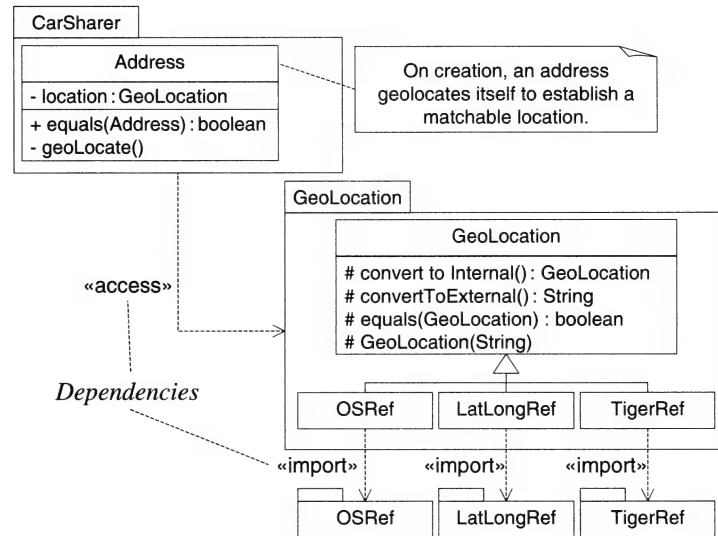 CarSharer
Address
- location : GeoLocation
+ equals(Address) : boolean
- geoLocate()
On creation, an address
geolocates itself to establish a
matchable location.
GeoLocation
GeoLocation
# convert to Internal() : GeoLocation
# convertToExternal() : String
# equals(GeoLocation) : boolean
# GeoLocation(String)
«access»
Dependencies
OSRef
LatLongRef
TigerRef
«import»
«import»
«import»
OSRef
LatLongRef
TigerRef